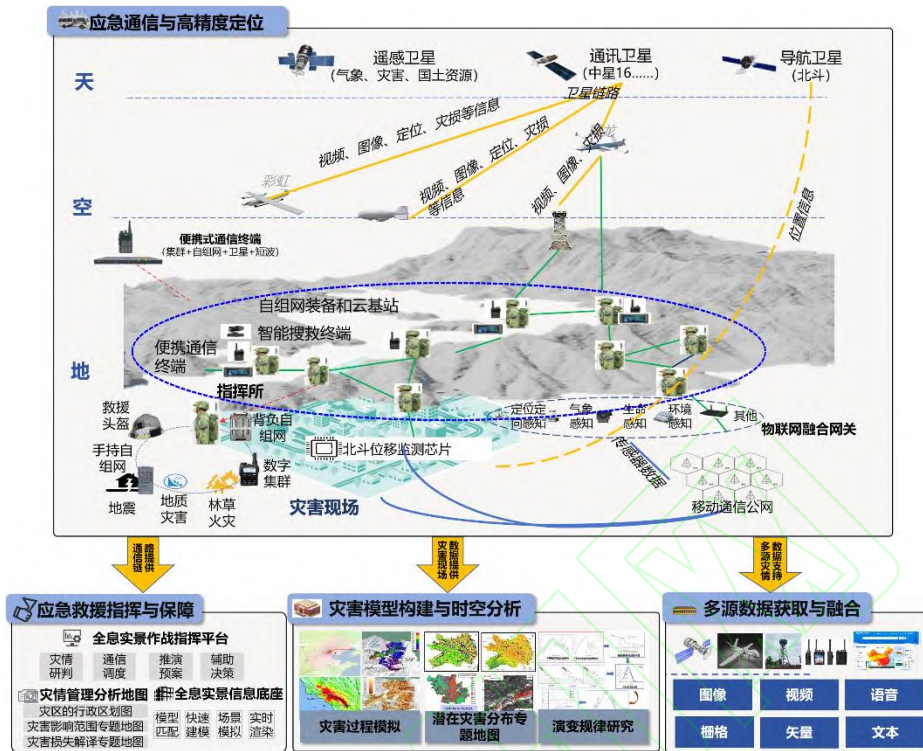 应急通信与高精度定位
天
遥感卫星
(气象、灾害、国土资源)
通讯卫星
(中星16......)
导航卫星
(北斗)
卫星链路
视频、图像、定位、灾损等信息
视频、图像、定位、灾损
等信息
视频、图像、灾损
龙
彩虹
位置信息
空
便携式通信终端
(集群+自组网+卫星+短波)
自组网装备和云基站
智能搜救终端
便携通信
终端
地
指挥所
救援
头盔
背负自
组网
手持自
组网
数字
集群
地震
地质
灾害
林草
火灾
北斗位移监测芯片
灾害现场
定位定
向感知
气象
感知
生命
感知
环境
感知
其他
物联网融合网关
传感器数据
移动通信公网
通信链
路提供
灾害现场
数据提供
多源灾情
数据支持
应急救援指挥与保障
全息实景作战指挥平台
灾情
研判
通信
调度
推演
预案
辅助
决策
灾情管理分析地图
灾区的行政区划图
灾害影响范围专题地图
灾害损失解译专题地图
全息实景信息底座
模型
匹配
快速
建模
场景
模拟
实时
渲染
灾害模型构建与时空分析
灾害过程模拟
潜在灾害分布专
题地图
演变规律研究
多源数据获取与融合
图像
视频
语音
栅格
矢量
文本